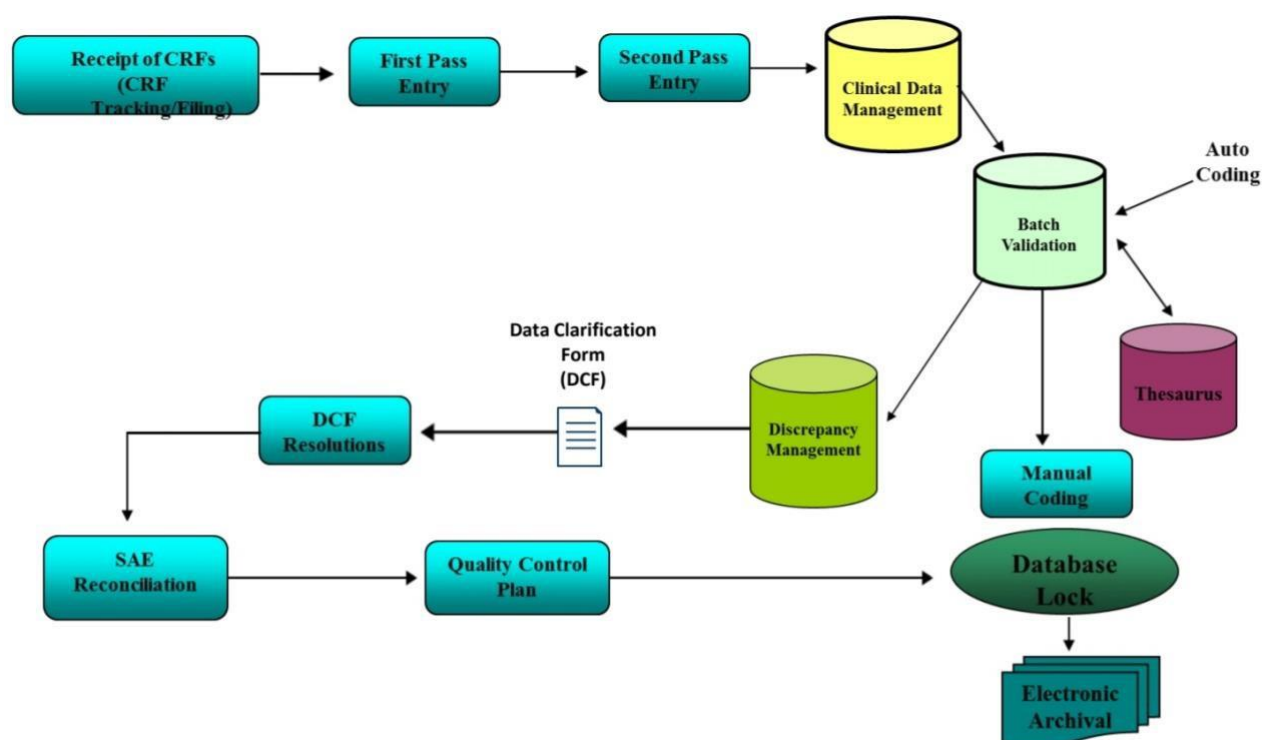 Receipt of CRFs
(CRF
Tracking/Filing)
First Pass
Entry
Second Pass
Entry
Clinical Data
Management
Auto
Coding
Batch
Validation
Thesaurus
Data Clarification
Form
(DCF)
DCF
Resolutions
Discrepancy
Management
Manual
Coding
SAE
Reconciliation
Quality Control
Plan
Database
Lock
Electronic
Archival